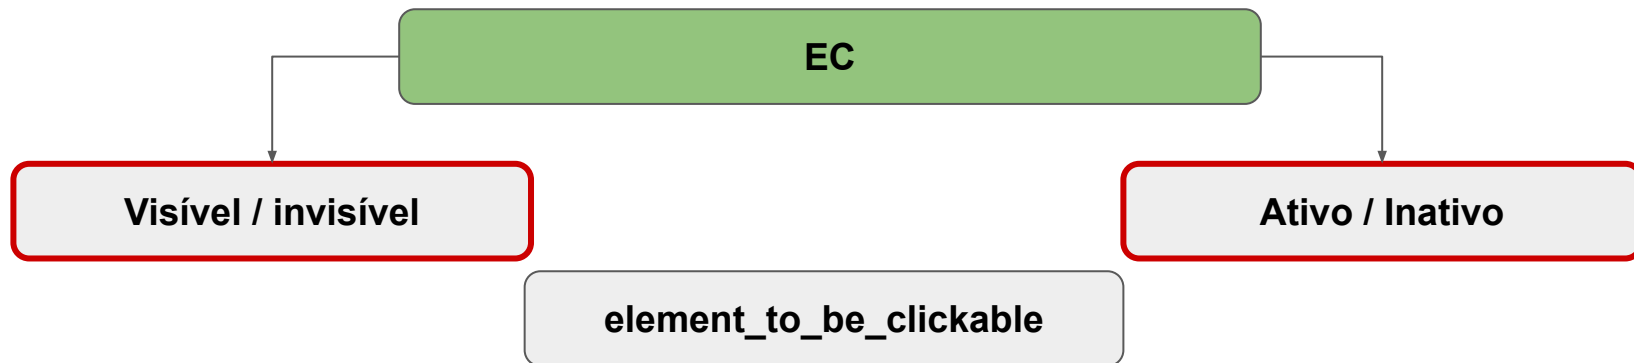 EC
Visível / invisível
Ativo / Inativo
element_to_be_clickable